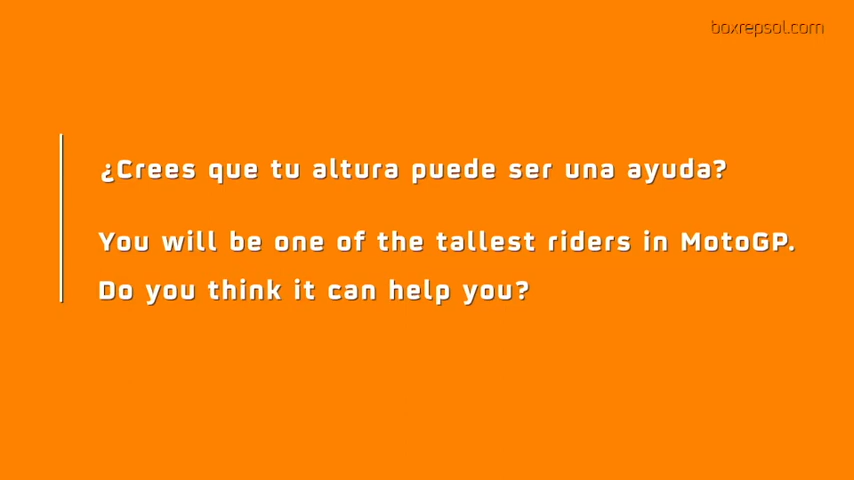 boxrepsol.com
¿Crees que tu altura puede ser una ayuda?
You will be one of the tallest riders in MotoGP.
Do you think it can help you?